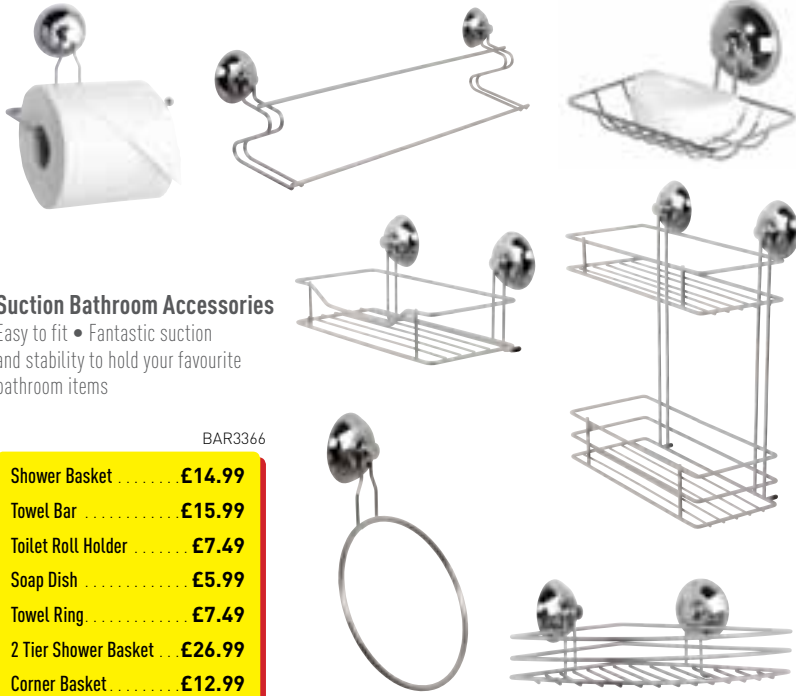 Suction Bathroom Accessories
Easy to fit • Fantastic suction
and stability to hold your favourite
bathroom items
BAR3366
Shower Basket ........ £14.99
Towel Bar ........... £15.99
Toilet Roll Holder ....... £7.49
Soap Dish ............ £5.99
Towel Ring............. £7.49
2 Tier Shower Basket ... £26.99
Corner Basket......... £12.99